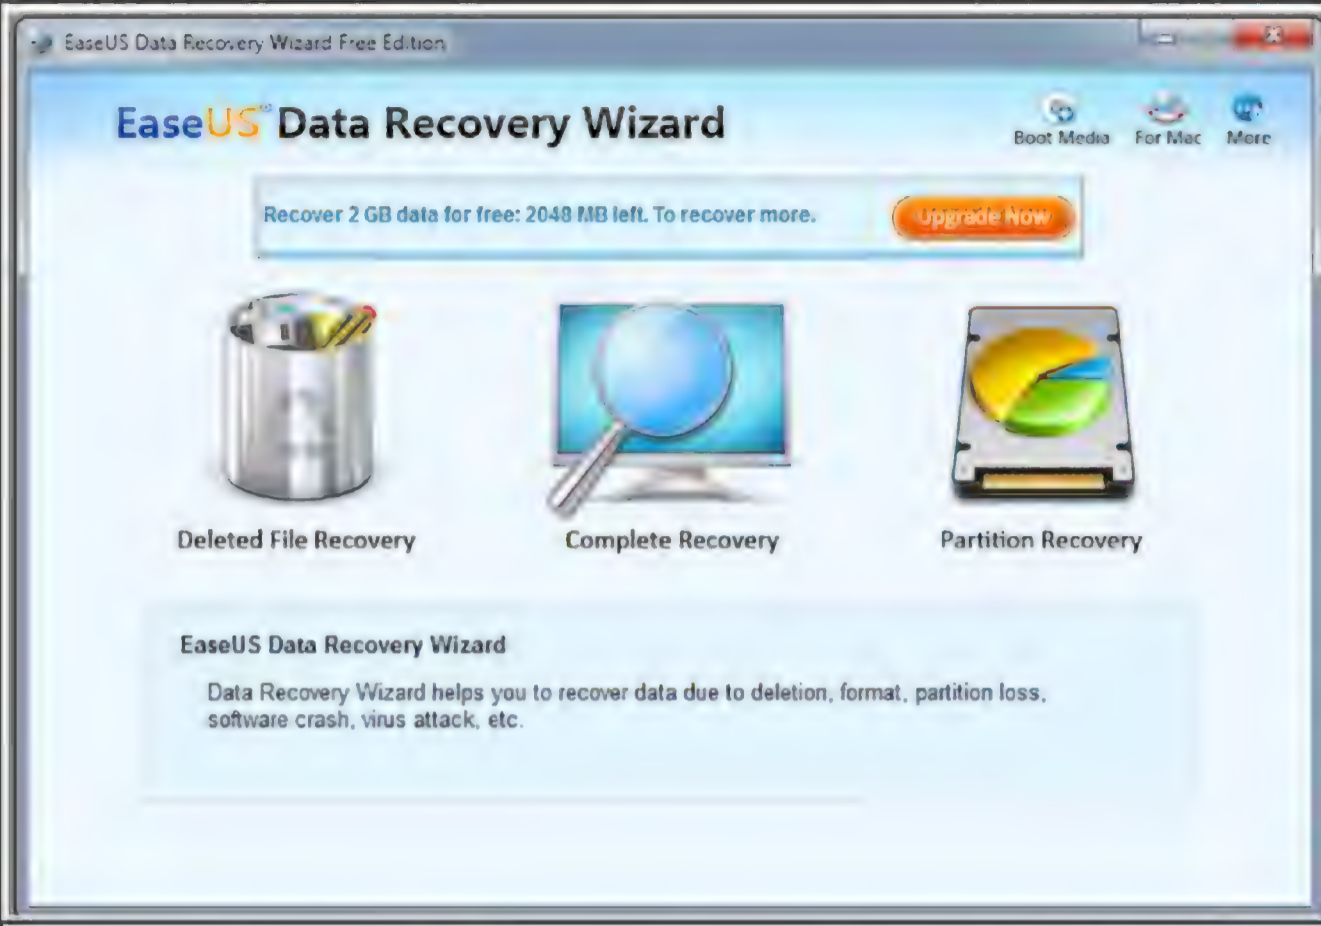 EaseUS Data Recovery Wizard Free Edition
EaseUS™ Data Recovery Wizard
Boot Media
For Mac
More
Recover 2 GB data for free: 2048 MB left. To recover more.
Upgrade Now
Deleted File Recovery
Complete Recovery
Partition Recovery
EaseUS Data Recovery Wizard
Data Recovery Wizard helps you to recover data due to deletion, format, partition loss,
software crash, virus attack, etc.